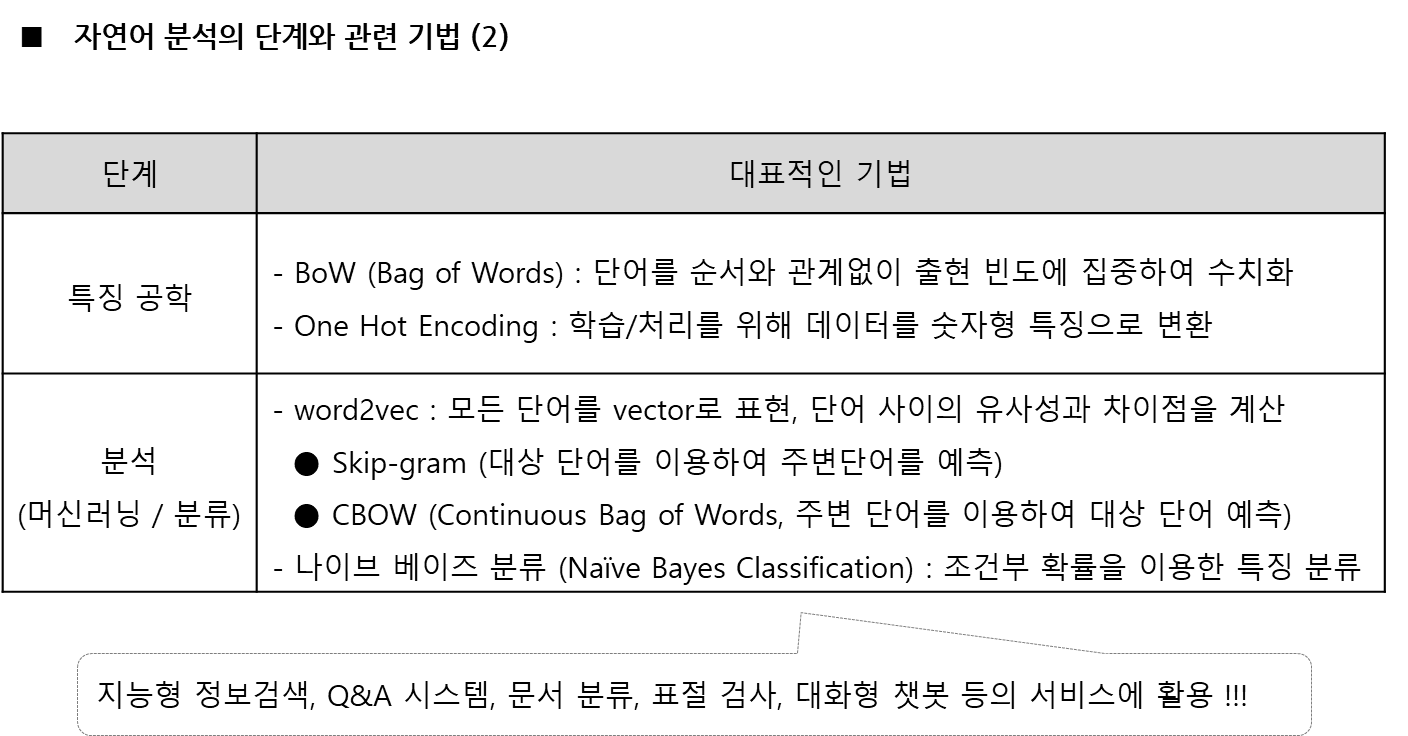 ■ 자연어 분석의 단계와 관련 기법 (2)
단계
대표적인 기법
특징 공학
- BoW (Bag of Words) : 단어를 순서와 관계없이 출현 빈도에 집중하여 수치화
- One Hot Encoding : 학습/처리를 위해 데이터를 숫자형 특징으로 변환
분석
(머신러닝 / 분류)
- word2vec : 모든 단어를 vector로 표현, 단어 사이의 유사성과 차이점을 계산
● Skip-gram (대상 단어를 이용하여 주변단어를 예측)
● CBOW (Continuous Bag of Words, 주변 단어를 이용하여 대상 단어 예측)
- 나이브 베이즈 분류 (Naïve Bayes Classification) : 조건부 확률을 이용한 특징 분류
지능형 정보검색, Q&A 시스템, 문서 분류, 표절 검사, 대화형 챗봇 등의 서비스에 활용 !!!